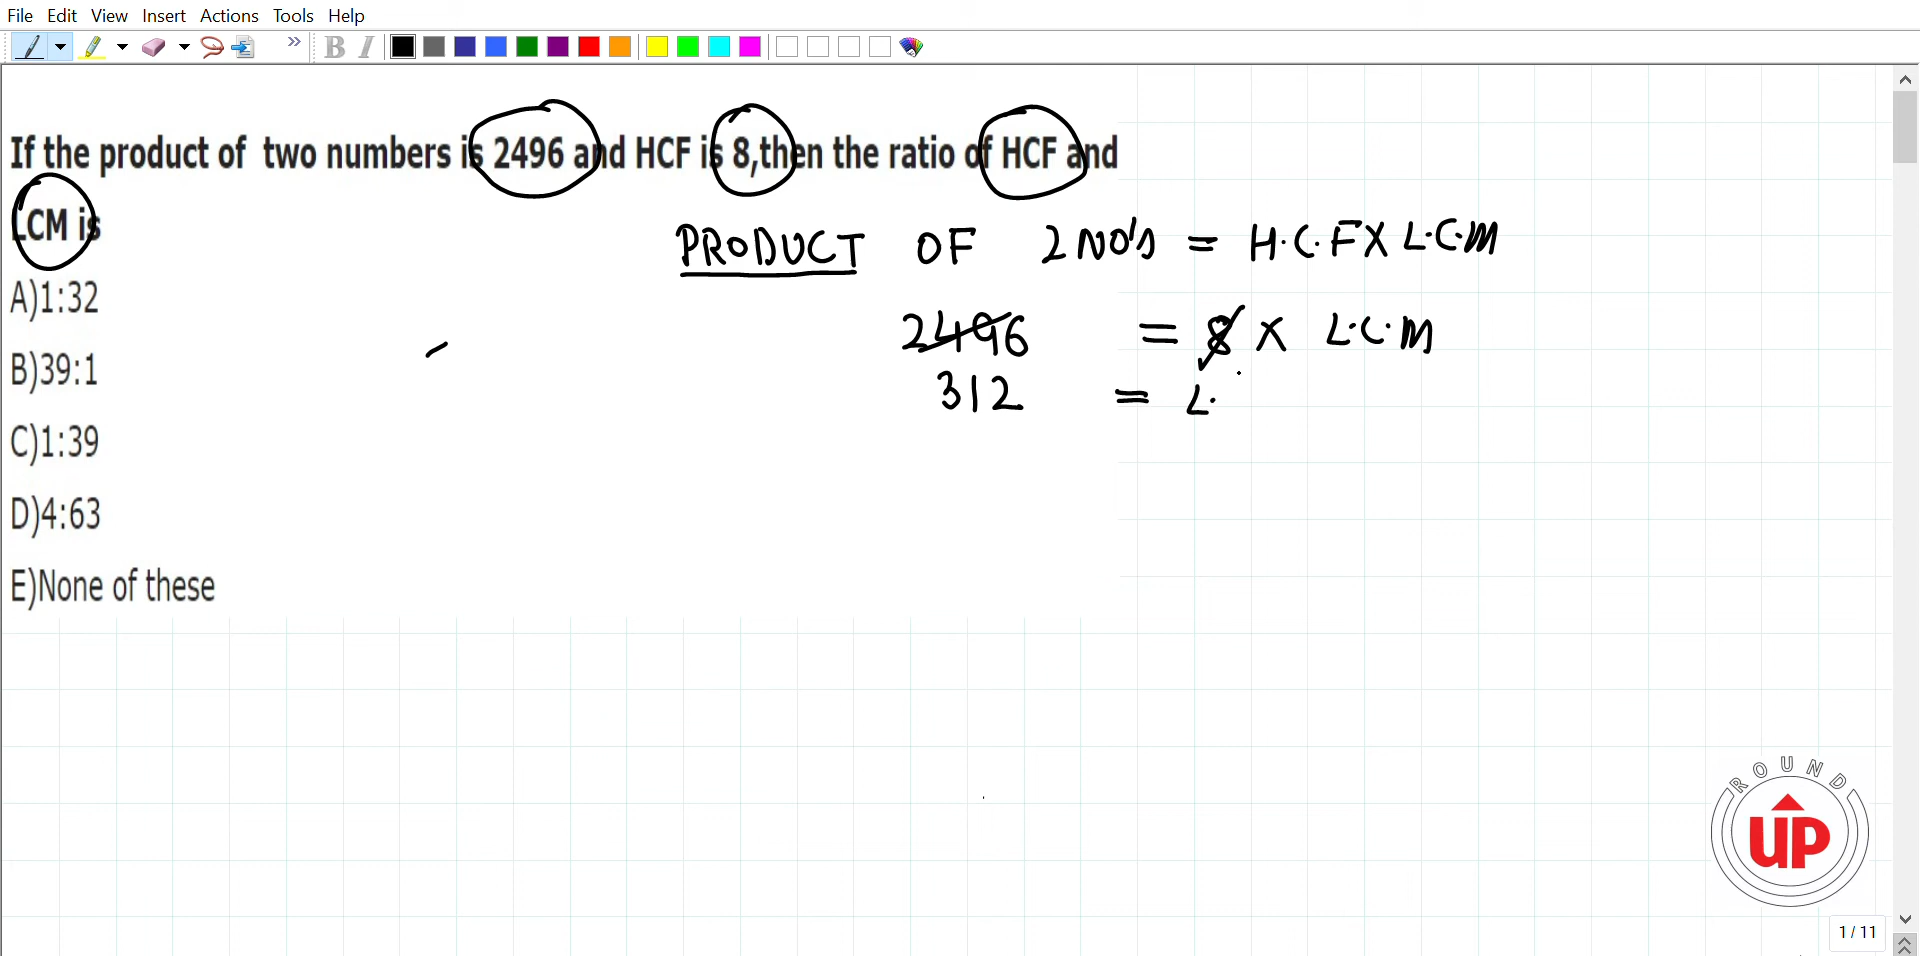 File Edit View Insert Actions Tools Help
B I
If the product of two numbers is 2496 and HCF is 8,then the ratio of HCF and
LCM is
PRODUCT OF 2 NO'S = H.C.F X L.C.M
A)1:32
2496 = 8 X L.C.M
B)39:1
312 = L.
C)1:39
D)4:63
E)None of these
ROUND
UP
1 / 11